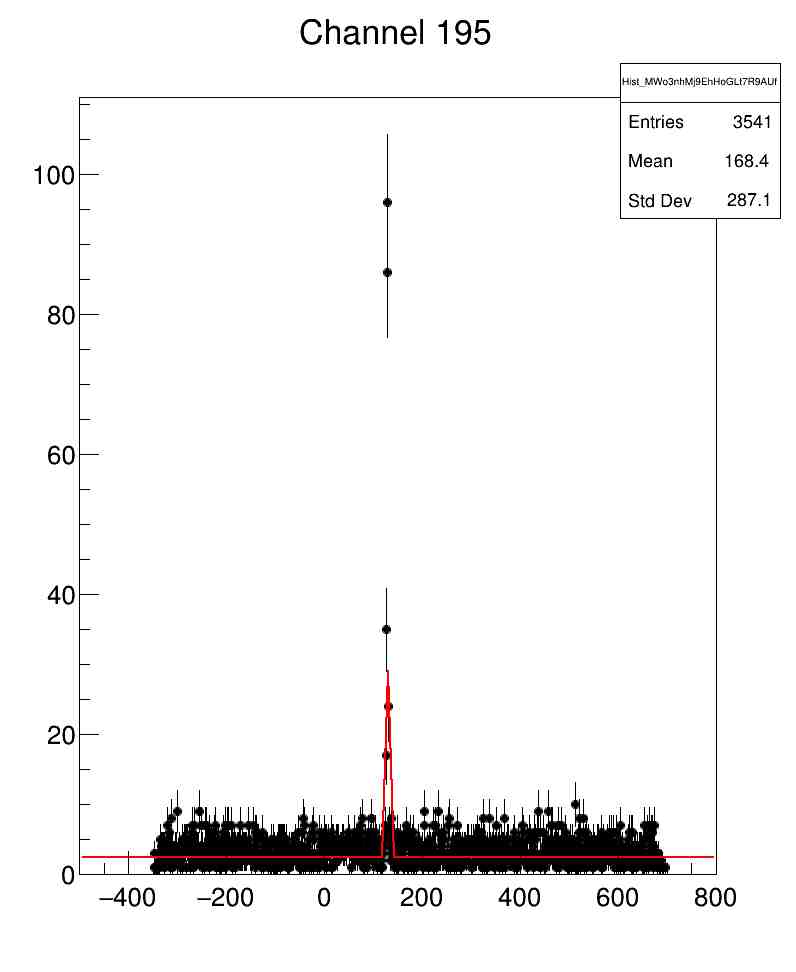 Channel 195
Hist_MWo3nhMj9EhHoGLt7R9AUf
Entries 3541
Mean 168.4
Std Dev 287.1
100
80
60
40
20
0
−400 −200 0 200 400 600 800